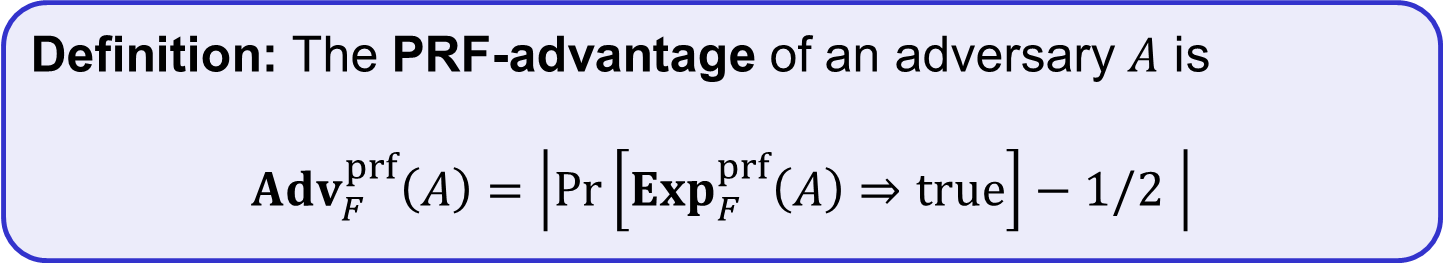 Definition: The PRF-advantage of an adversary 𝐴 is
𝐀𝐝𝐯_𝐹^prf(𝐴) = |Pr [𝐄𝐱𝐩_𝐹^prf(𝐴) ⇒ true] − 1/2 |